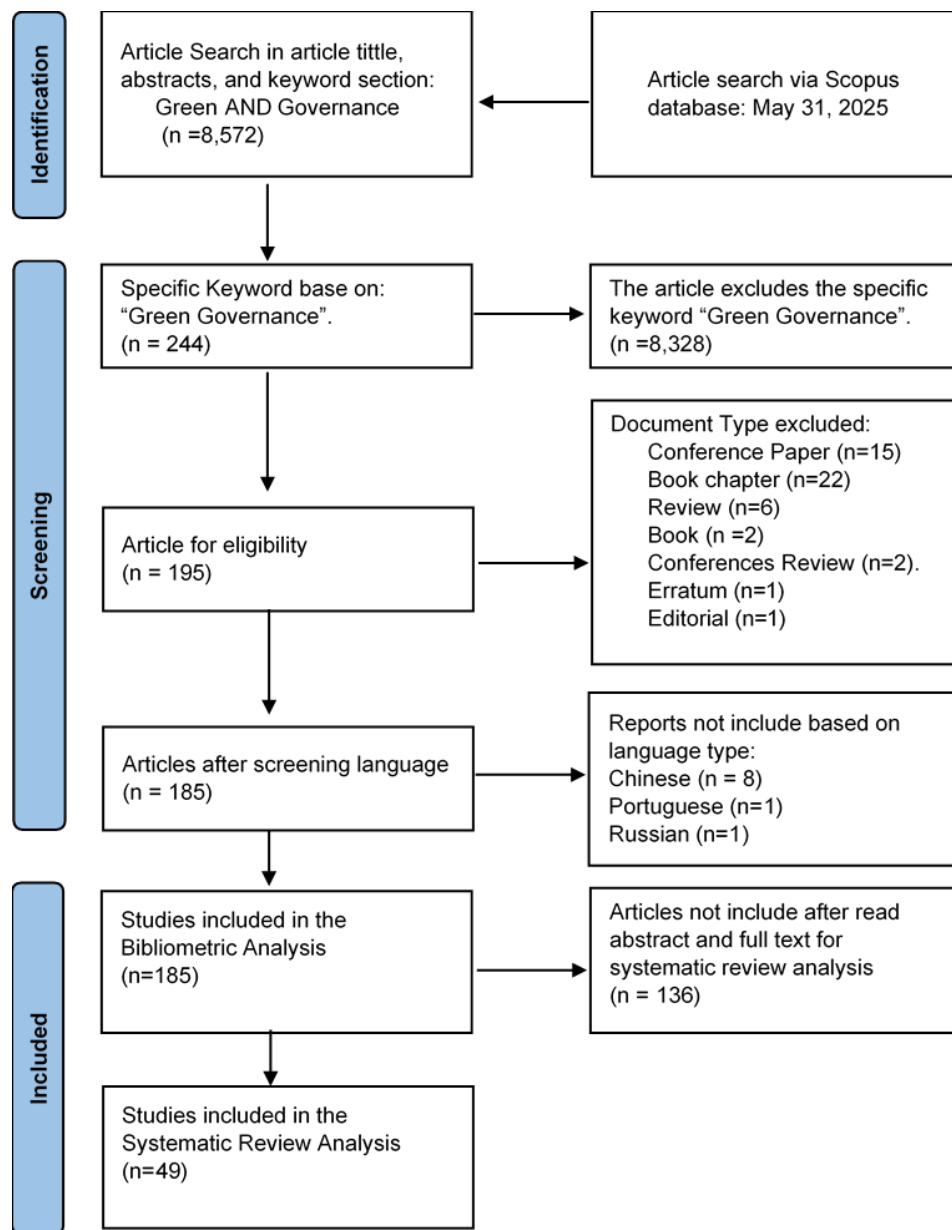 Identification
Article Search in article tittle,
abstracts, and keyword section:
Green AND Governance
(n =8,572)
Article search via Scopus
database: May 31, 2025
Screening
Specific Keyword base on:
“Green Governance”.
(n = 244)
The article excludes the specific
keyword “Green Governance”.
(n =8,328)
Article for eligibility
(n = 195)
Document Type excluded:
Conference Paper (n=15)
Book chapter (n=22)
Review (n=6)
Book (n =2)
Conferences Review (n=2).
Erratum (n=1)
Editorial (n=1)
Articles after screening language
(n = 185)
Reports not include based on
language type:
Chinese (n = 8)
Portuguese (n=1)
Russian (n=1)
Included
Studies included in the
Bibliometric Analysis
(n=185)
Articles not include after read
abstract and full text for
systematic review analysis
(n = 136)
Studies included in the
Systematic Review Analysis
(n=49)